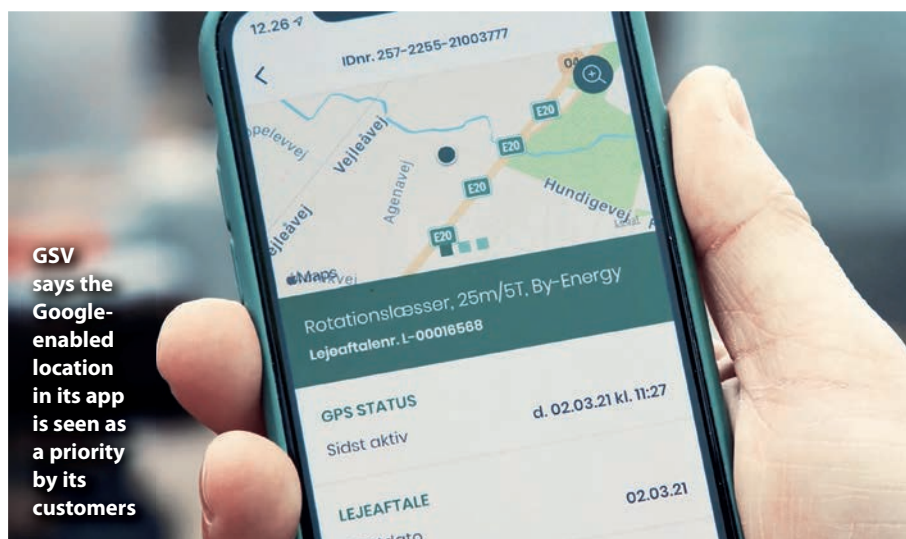 12.26
IDnr. 257-2255-21003777
04
E20
E20
E20
E20
Vejleåvej
Agenavej
Hundigevej
Maps
Rotationslæsser, 25m/5T, By-Energy
Lejeaftalenr. L-00016568
GPS STATUS
Sidst aktiv
d. 02.03.21 kl. 11:27
LEJEAFTALE
02.03.21
GSV
says the
Google-
enabled
location
in its app
is seen as
a priority
by its
customers